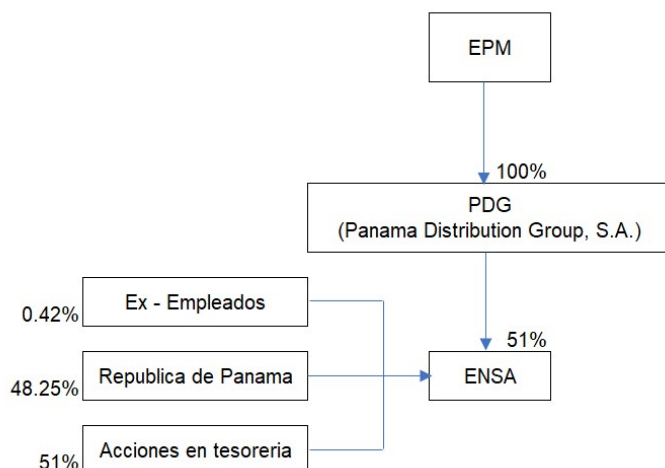 EPM
100%
PDG
(Panama Distribution Group, S.A.)
Ex - Empleados
0.42%
51%
Republica de Panama
ENSA
48.25%
Acciones en tesoreria
51%